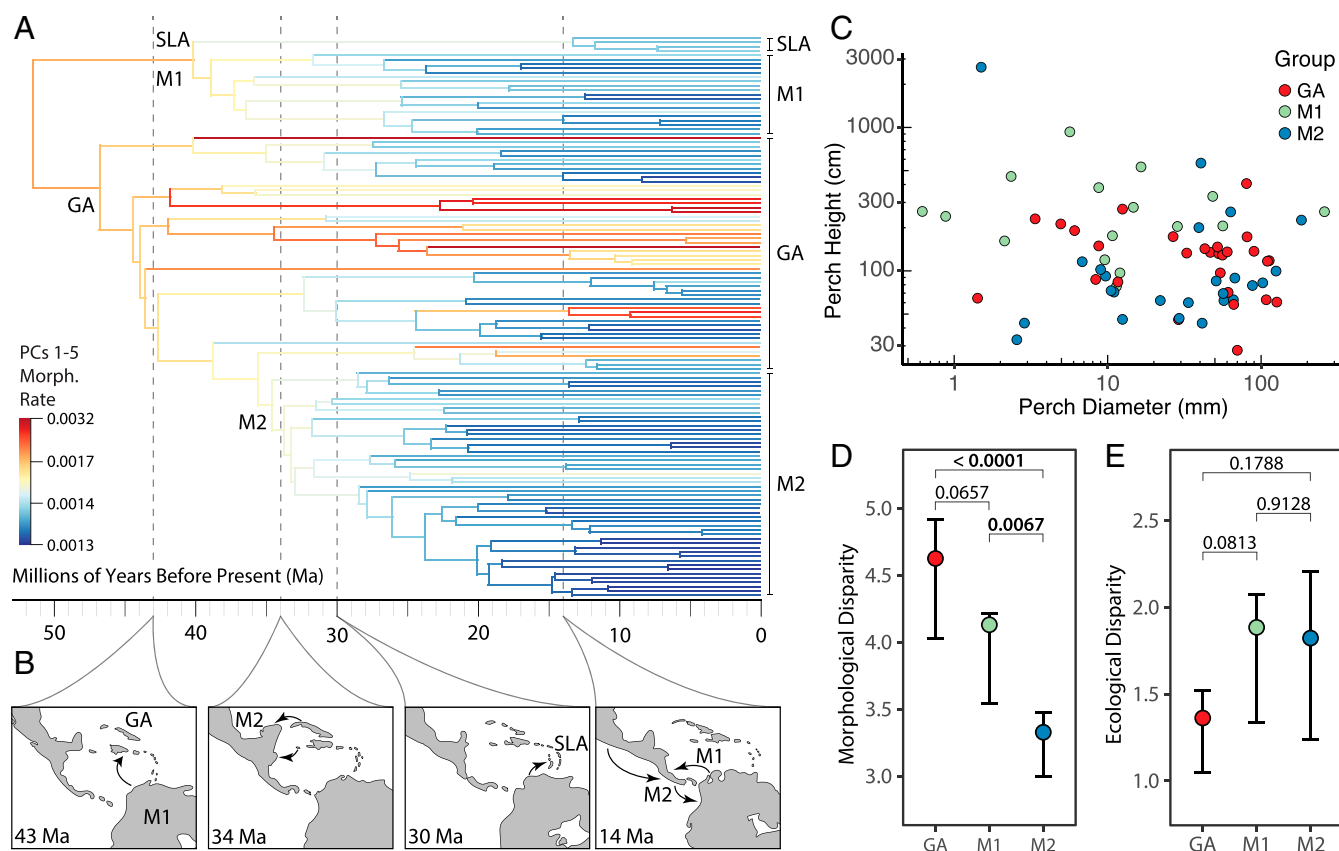 A
SLA
M1
GA
M2
SLA
M1
GA
M2
PCs 1-5
Morph.
Rate
0.0032
0.0017
0.0014
0.0013
Millions of Years Before Present (Ma)
50
40
30
20
10
0
B
GA
M1
43 Ma
M2
34 Ma
SLA
30 Ma
M1
M2
14 Ma
C
Perch Height (cm)
3000
1000
300
100
30
1
10
100
Perch Diameter (mm)
Group
GA
M1
M2
D
Morphological Disparity
5.0
4.5
4.0
3.5
3.0
< 0.0001
0.0657
0.0067
GA
M1
M2
E
Ecological Disparity
2.5
2.0
1.5
1.0
0.1788
0.9128
0.0813
GA
M1
M2